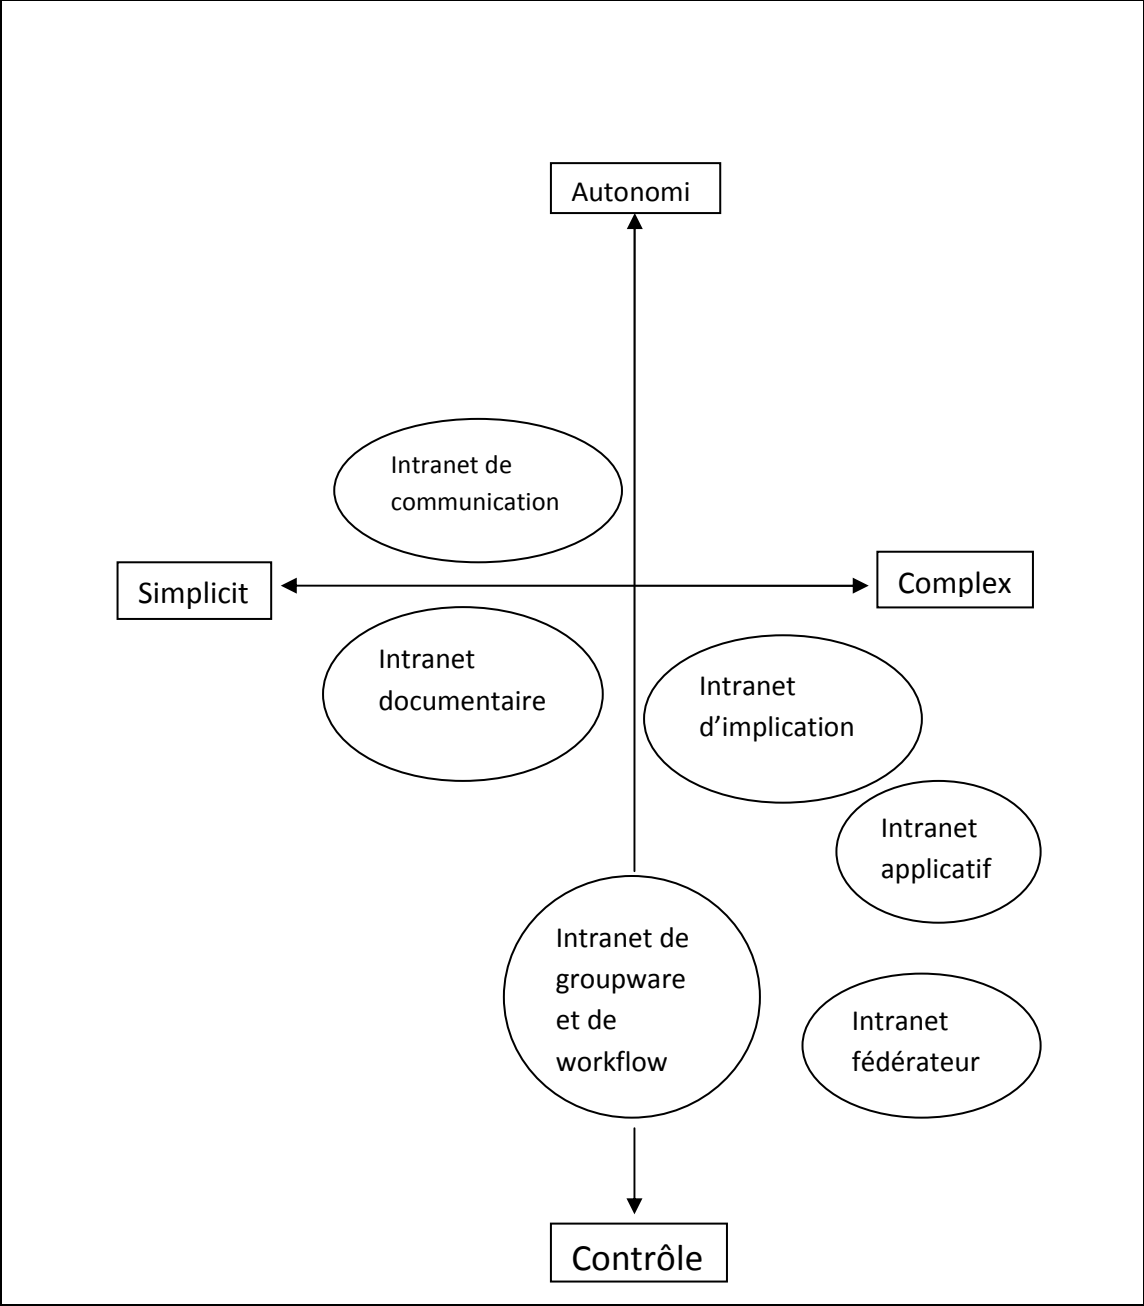 Autonomi
Intranet de
communication
Simplicit
Complex
Intranet
documentaire
Intranet
d’implication
Intranet
applicatif
Intranet de
groupware
et de
workflow
Intranet
fédérateur
Contrôle